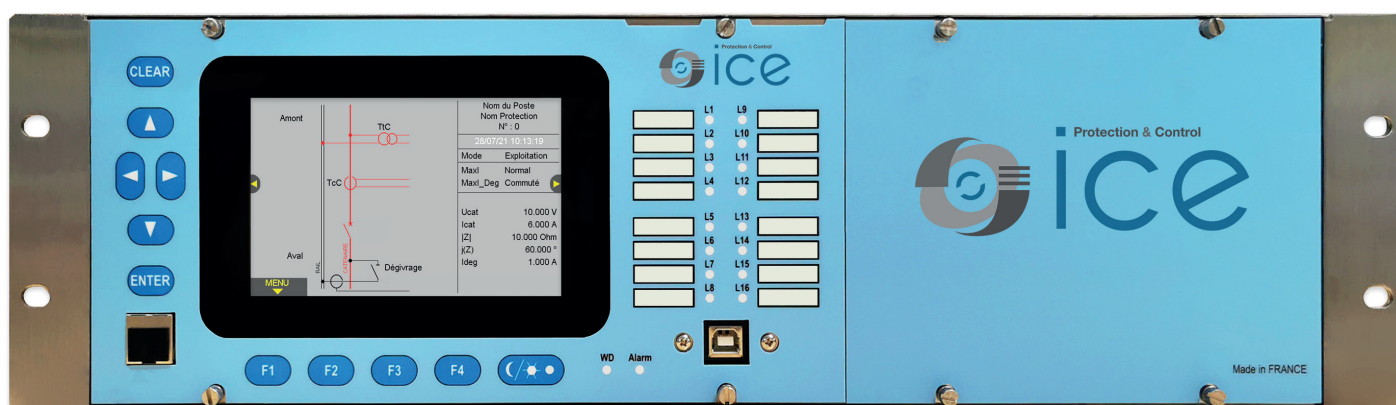 CLEAR
ENTER
Amont
TtC
TcC
Aval
RAIL
CATENAIRE
Dégivrage
MENU
Nom du Poste
Nom Protection
N° : 0
28/07/21 10:13:19
Mode Exploitation
MaxI Normal
MaxI_Deg Commuté
Ucat 10.000 V
Icat 6.000 A
|Z| 10.000 Ohm
j(Z) 60.000 °
Ideg 1.000 A
F1 F2 F3 F4
WD Alarm
Protection & Control
ice
L1 L9
L2 L10
L3 L11
L4 L12
L5 L13
L6 L14
L7 L15
L8 L16
Protection & Control
ice
Made in FRANCE